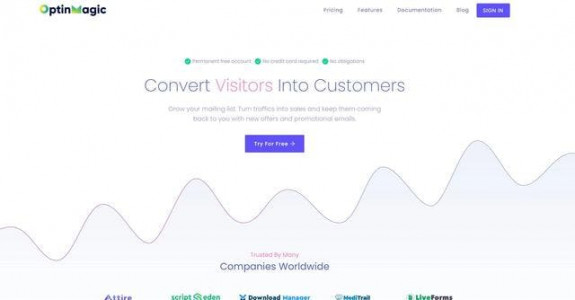 OptinMagic
Pricing Features Documentation Blog SIGN IN
Permanent free account No credit card required No obligations
Convert Visitors Into Customers
Grow your mailing list. Turn traffics into sales and keep them coming
back to you with new offers and promotional emails.
Try For Free →
Trusted By Many
Companies Worldwide
Attire script eden Download Manager MediTrail LiveForms